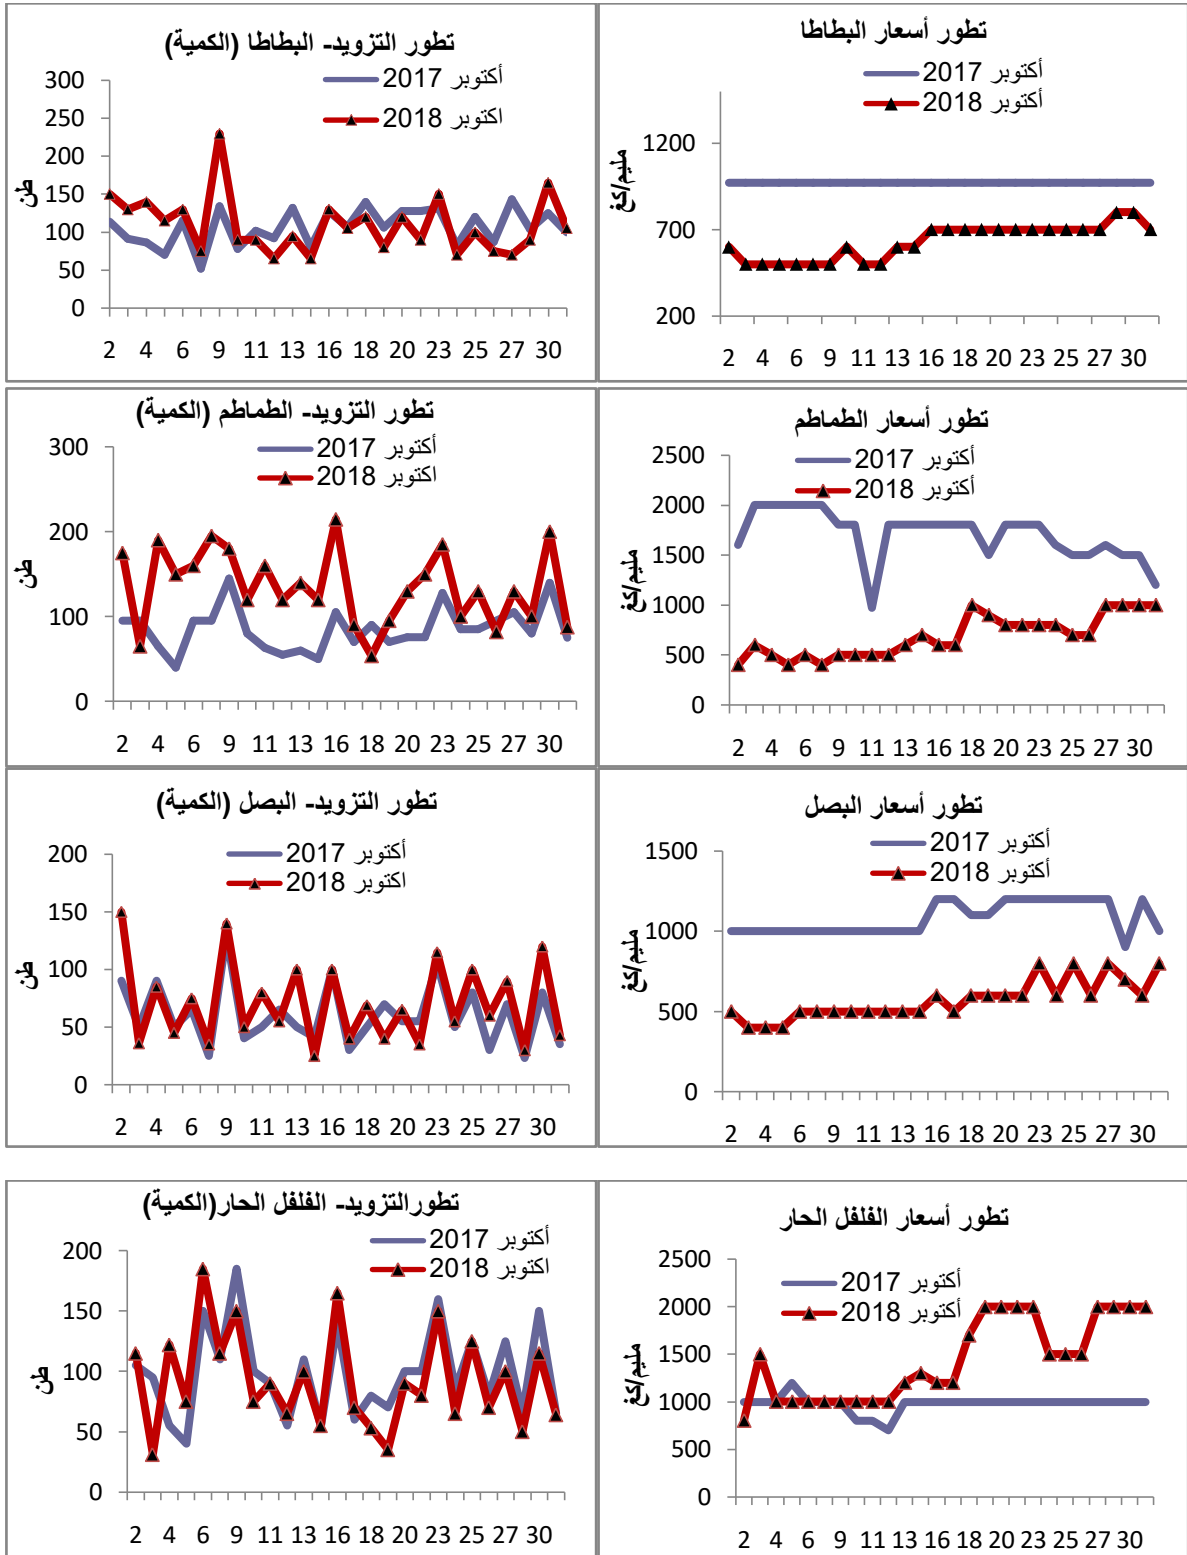 تطور أسعار البطاطا
أكتوبر 2017
أكتوبر 2018
مليم/كغ
1200
700
200
2 4 6 9 11 13 16 18 20 23 25 27 30
تطور التزويد- البطاطا (الكمية)
أكتوبر 2017
اكتوبر 2018
طن
300
250
200
150
100
50
0
2 4 6 9 11 13 16 18 20 23 25 27 30
تطور أسعار الطماطم
أكتوبر 2017
أكتوبر 2018
مليم/كغ
2500
2000
1500
1000
500
0
2 4 6 9 11 13 16 18 20 23 25 27 30
تطور التزويد- الطماطم (الكمية)
أكتوبر 2017
اكتوبر 2018
طن
300
200
100
0
2 4 6 9 11 13 16 18 20 23 25 27 30
تطور أسعار البصل
أكتوبر 2017
أكتوبر 2018
مليم/كغ
1500
1000
500
0
2 4 6 9 11 13 16 18 20 23 25 27 30
تطور التزويد- البصل (الكمية)
أكتوبر 2017
اكتوبر 2018
طن
200
150
100
50
0
2 4 6 9 11 13 16 18 20 23 25 27 30
تطور أسعار الفلفل الحار
أكتوبر 2017
أكتوبر 2018
مليم/كغ
2500
2000
1500
1000
500
0
2 4 6 9 11 13 16 18 20 23 25 27 30
تطورالتزويد- الفلفل الحار(الكمية)
أكتوبر 2017
اكتوبر 2018
طن
200
150
100
50
0
2 4 6 9 11 13 16 18 20 23 25 27 30